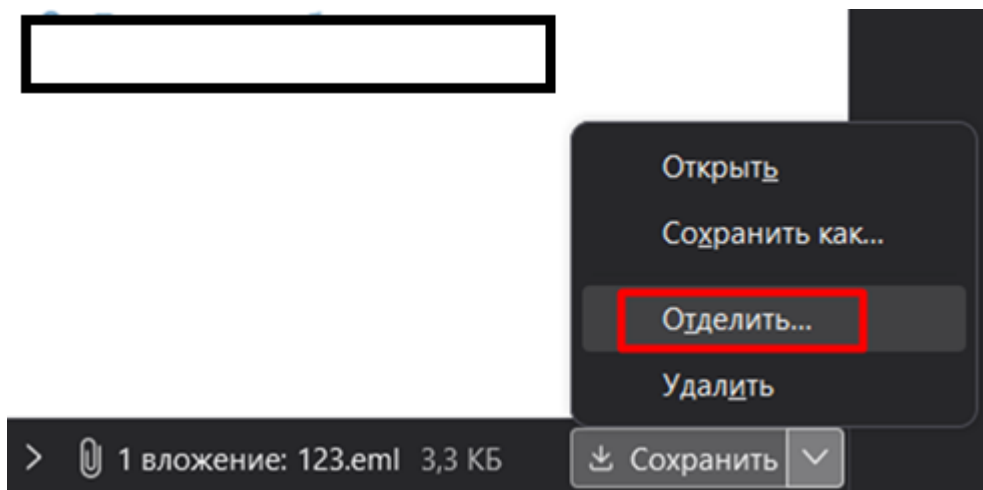 Открыть
Сохранить как...
Отделить...
Удалить
1 вложение: 123.eml 3,3 КБ
Сохранить